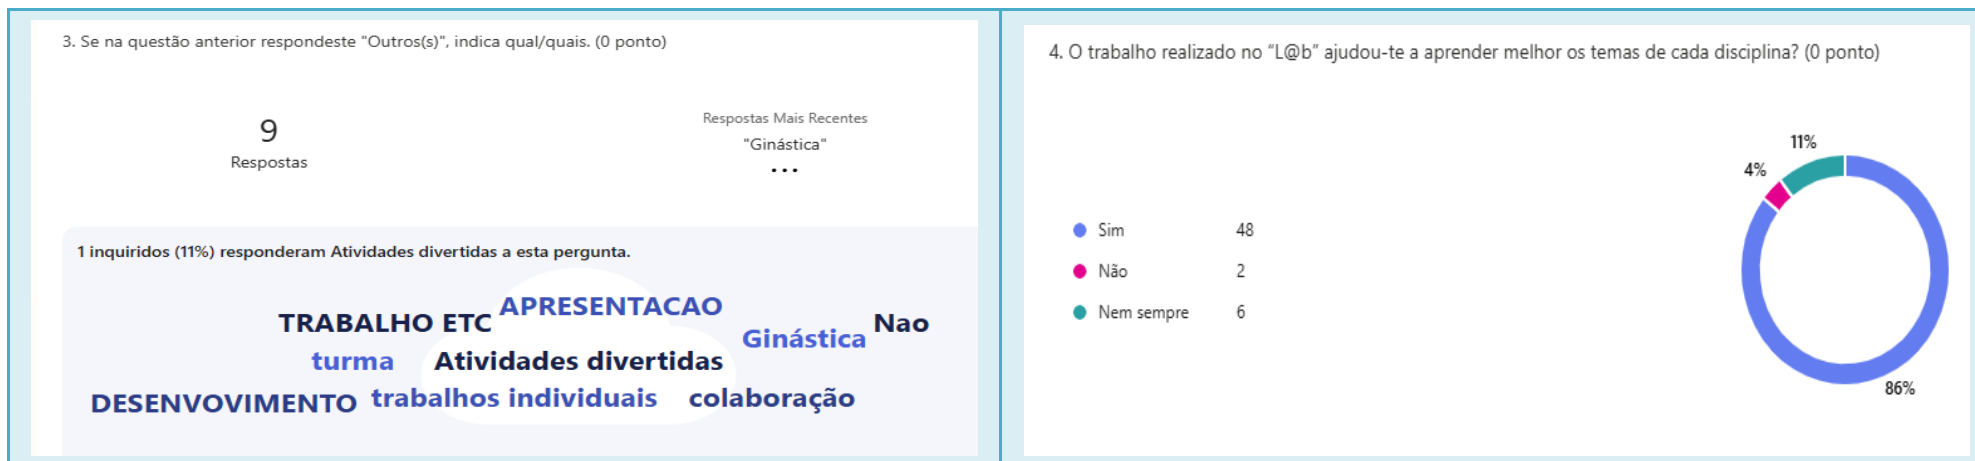 3. Se na questão anterior respondeste "Outros(s)", indica qual/quais. (0 ponto)
9
Respostas
Respostas Mais Recentes
"Ginástica"
...
1 inquiridos (11%) responderam Atividades divertidas a esta pergunta.
TRABALHO ETC APRESENTACAO Ginástica Nao
turma Atividades divertidas
DESENVOVIMENTO trabalhos individuais colaboração
4. O trabalho realizado no “L@b” ajudou-te a aprender melhor os temas de cada disciplina? (0 ponto)
Sim 48
Não 2
Nem sempre 6
11%
4%
86%